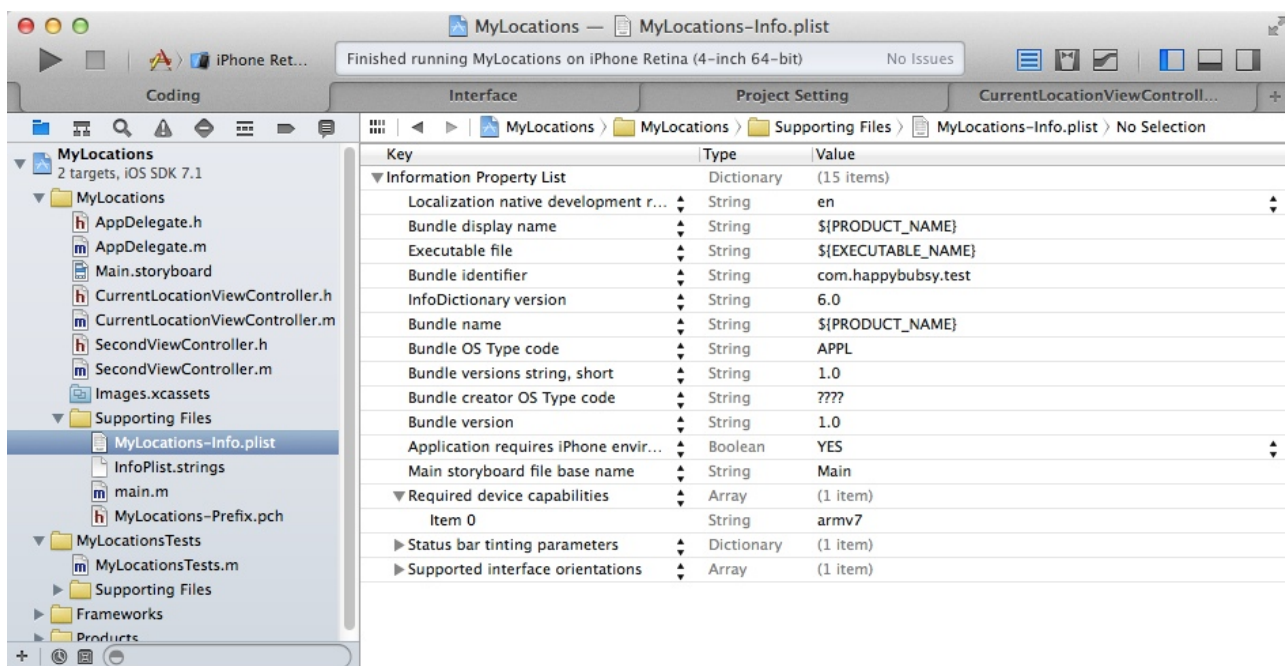 MyLocations — MyLocations-Info.plist
iPhone Ret...
Finished running MyLocations on iPhone Retina (4-inch 64-bit) No Issues
Coding Interface Project Setting CurrentLocationViewControll...
MyLocations
2 targets, iOS SDK 7.1
MyLocations
AppDelegate.h
AppDelegate.m
Main.storyboard
CurrentLocationViewController.h
CurrentLocationViewController.m
SecondViewController.h
SecondViewController.m
Images.xcassets
Supporting Files
MyLocations-Info.plist
InfoPlist.strings
main.m
MyLocations-Prefix.pch
MyLocationsTests
MyLocationsTests.m
Supporting Files
Frameworks
Products
MyLocations MyLocations Supporting Files MyLocations-Info.plist No Selection
Key Type Value
Information Property List Dictionary (15 items)
Localization native development r... String en
Bundle display name String ${PRODUCT_NAME}
Executable file String ${EXECUTABLE_NAME}
Bundle identifier String com.happybubsy.test
InfoDictionary version String 6.0
Bundle name String ${PRODUCT_NAME}
Bundle OS Type code String APPL
Bundle versions string, short String 1.0
Bundle creator OS Type code String ????
Bundle version String 1.0
Application requires iPhone envir... Boolean YES
Main storyboard file base name String Main
Required device capabilities Array (1 item)
Item 0 String armv7
Status bar tinting parameters Dictionary (1 item)
Supported interface orientations Array (1 item)